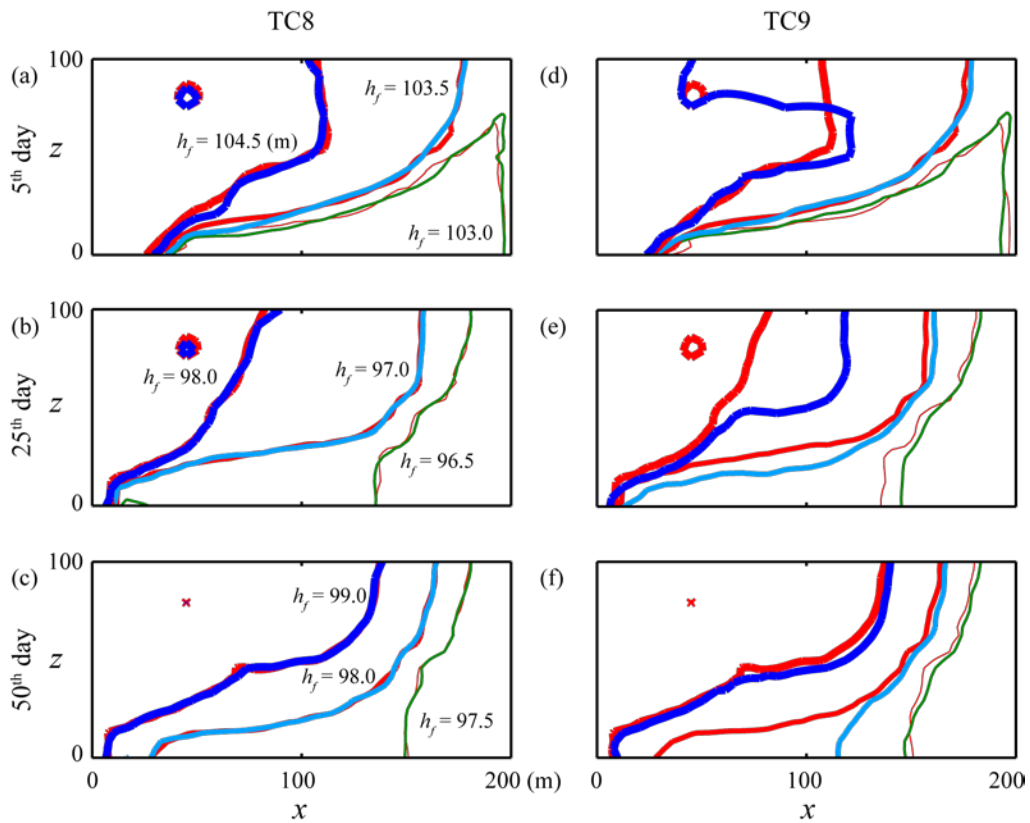 TC8 TC9
(a) 5th day z 100 0
h_f = 103.5
h_f = 104.5 (m)
h_f = 103.0
(d)
(b) 25th day z 100 0
h_f = 98.0
h_f = 97.0
h_f = 96.5
(e)
(c) 50th day z 100 0
h_f = 99.0
h_f = 98.0
h_f = 97.5
(f)
0 100 200 (m) 0 100 200
x x